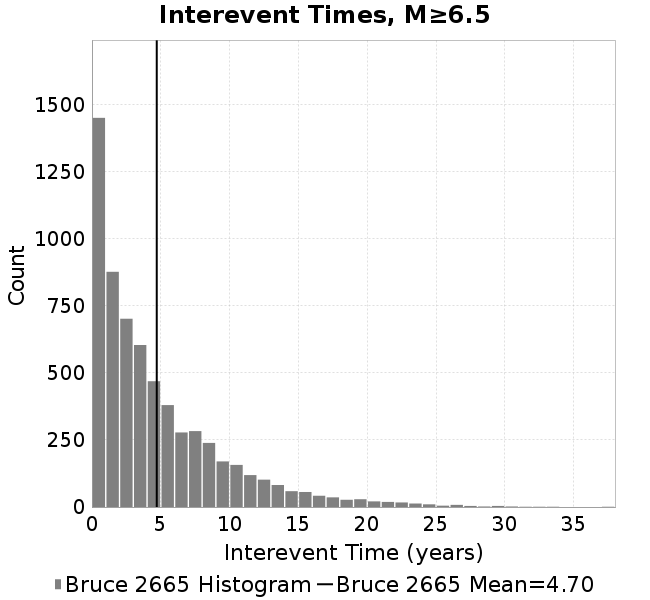 Interevent Times, M≥6.5
Count
1500
1250
1000
750
500
250
0
0 5 10 15 20 25 30 35
Interevent Time (years)
Bruce 2665 Histogram Bruce 2665 Mean=4.70